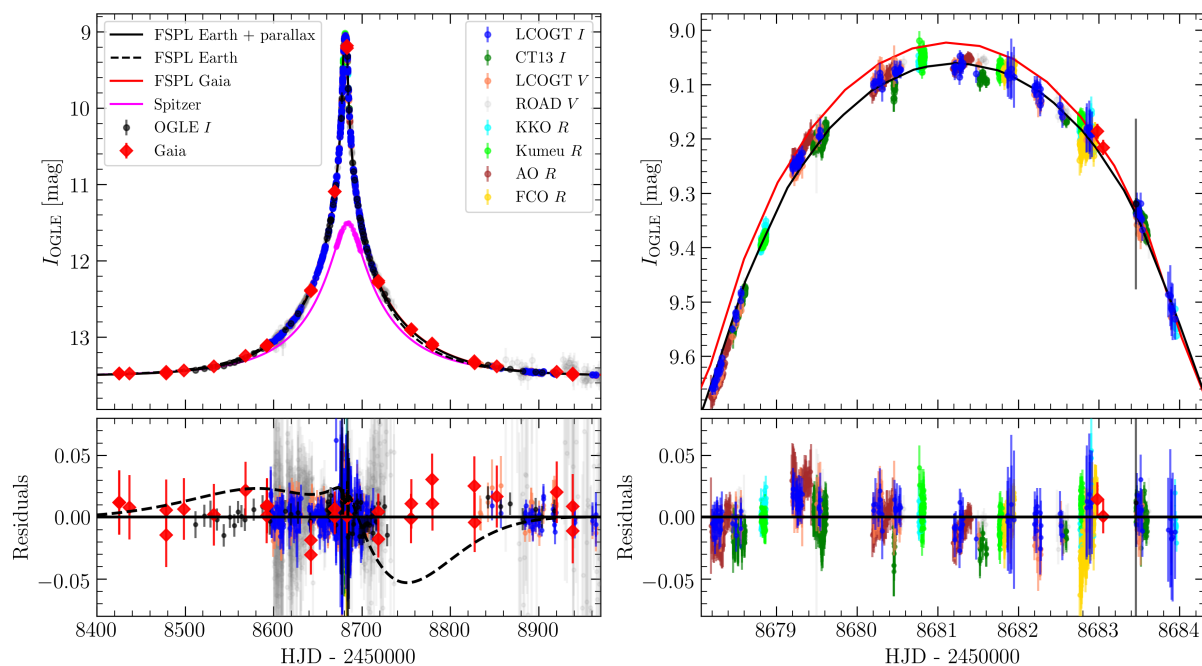 FSPL Earth + parallax
FSPL Earth
FSPL Gaia
Spitzer
OGLE I
Gaia
LCOGT I
CT13 I
LCOGT V
ROAD V
KKO R
Kumeu R
AO R
FCO R
9
10
11
12
13
I_OGLE [mag]
0.05
0.00
−0.05
Residuals
8400 8500 8600 8700 8800 8900
HJD - 2450000
9.0
9.1
9.2
9.3
9.4
9.5
9.6
I_OGLE [mag]
0.05
0.00
−0.05
Residuals
8679 8680 8681 8682 8683 8684
HJD - 2450000